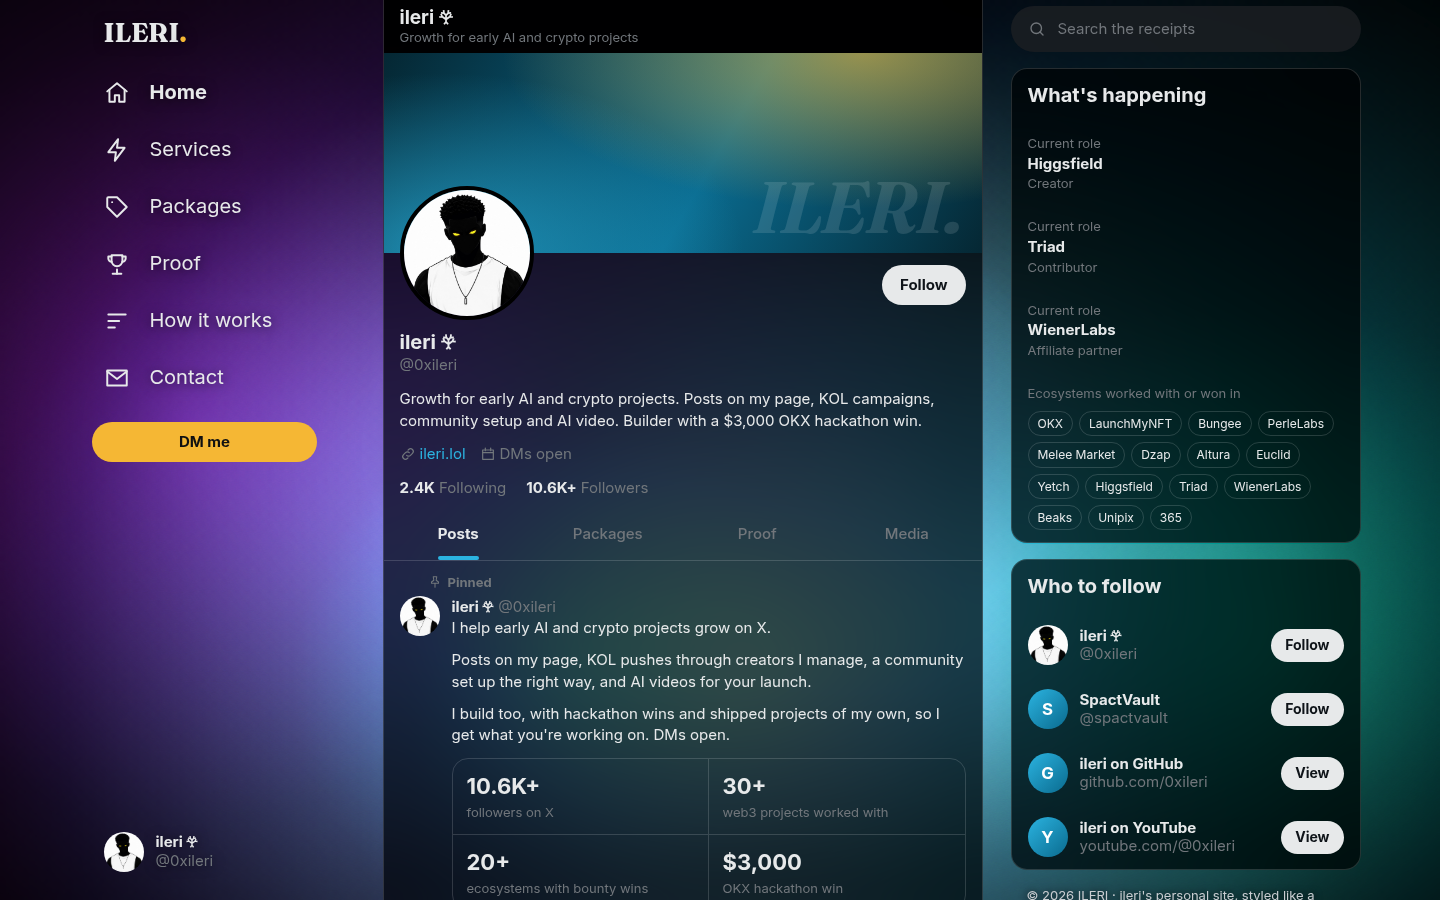 ILERI.
Home
Services
Packages
Proof
How it works
Contact
DM me
ileri
@0xileri
ileri
Growth for early AI and crypto projects
ILERI.
Follow
ileri
@0xileri
Growth for early AI and crypto projects. Posts on my page, KOL campaigns,
community setup and AI video. Builder with a $3,000 OKX hackathon win.
ileri.lol DMs open
2.4K Following 10.6K+ Followers
Posts Packages Proof Media
Pinned
ileri @0xileri
I help early AI and crypto projects grow on X.
Posts on my page, KOL pushes through creators I manage, a community
set up the right way, and AI videos for your launch.
I build too, with hackathon wins and shipped projects of my own, so I
get what you're working on. DMs open.
10.6K+
followers on X
30+
web3 projects worked with
20+
ecosystems with bounty wins
$3,000
OKX hackathon win
Search the receipts
What's happening
Current role
Higgsfield
Creator
Current role
Triad
Contributor
Current role
WienerLabs
Affiliate partner
Ecosystems worked with or won in
OKX LaunchMyNFT Bungee PerleLabs
Melee Market Dzap Altura Euclid
Yetch Higgsfield Triad WienerLabs
Beaks Unipix 365
Who to follow
ileri
@0xileri
Follow
S
SpactVault
@spactvault
Follow
G
ileri on GitHub
github.com/0xileri
View
Y
ileri on YouTube
youtube.com/@0xileri
View
© 2026 ILERI · ileri's personal site, styled like a